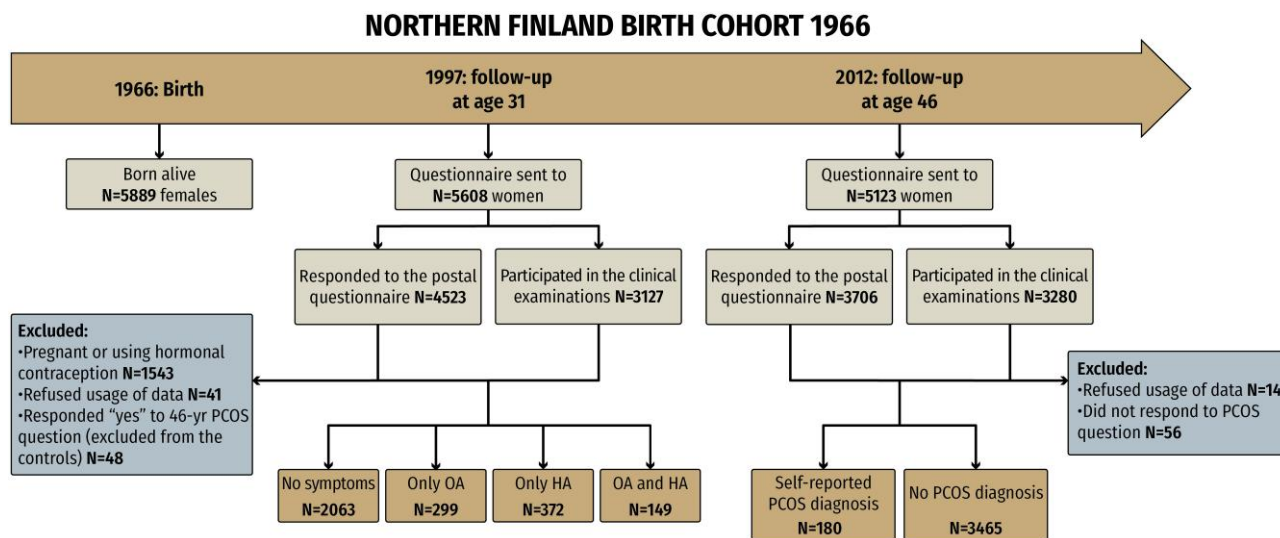 NORTHERN FINLAND BIRTH COHORT 1966
1966: Birth
1997: follow-up
at age 31
2012: follow-up
at age 46
Born alive
N=5889 females
Questionnaire sent to
N=5608 women
Questionnaire sent to
N=5123 women
Responded to the postal
questionnaire N=4523
Participated in the clinical
examinations N=3127
Responded to the postal
questionnaire N=3706
Participated in the clinical
examinations N=3280
Excluded:
•Pregnant or using hormonal
contraception N=1543
•Refused usage of data N=41
•Responded “yes” to 46-yr PCOS
question (excluded from the
controls) N=48
Excluded:
•Refused usage of data N=14
•Did not respond to PCOS
question N=56
No symptoms
N=2063
Only OA
N=299
Only HA
N=372
OA and HA
N=149
Self-reported
PCOS diagnosis
N=180
No PCOS diagnosis
N=3465